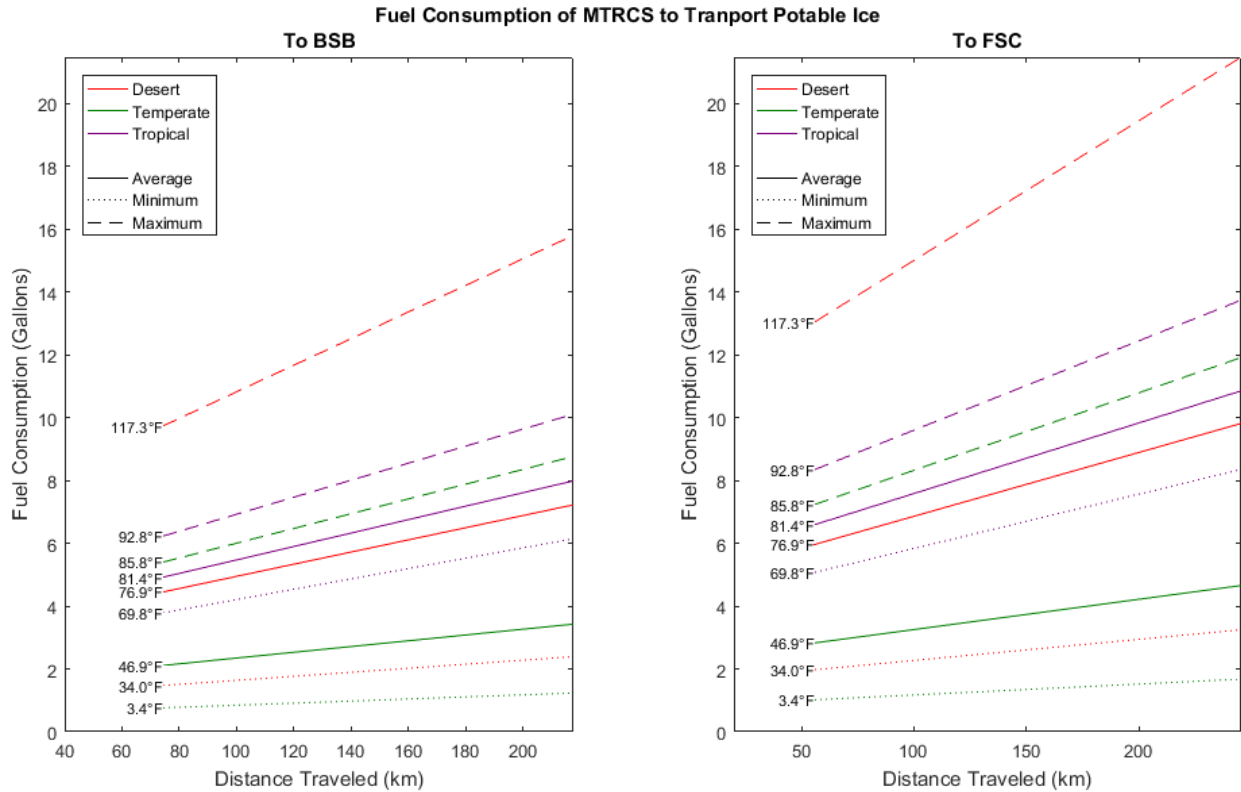 Fuel Consumption of MTRCS to Tranport Potable Ice
To BSB
Desert
Temperate
Tropical
Average
Minimum
Maximum
Fuel Consumption (Gallons)
20
18
16
14
12
10
8
6
4
2
0
117.3°F
92.8°F
85.8°F
81.4°F
76.9°F
69.8°F
46.9°F
34.0°F
3.4°F
40 60 80 100 120 140 160 180 200
Distance Traveled (km)
To FSC
Desert
Temperate
Tropical
Average
Minimum
Maximum
Fuel Consumption (Gallons)
20
18
16
14
12
10
8
6
4
2
0
117.3°F
92.8°F
85.8°F
81.4°F
76.9°F
69.8°F
46.9°F
34.0°F
3.4°F
50 100 150 200
Distance Traveled (km)